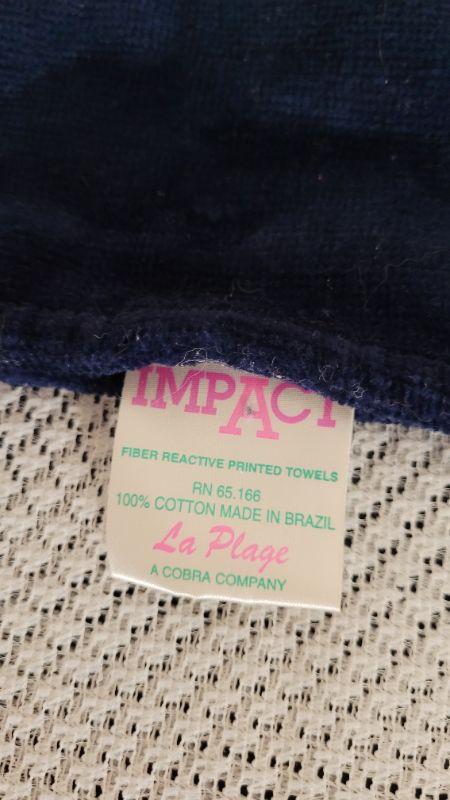 IMPACT
FIBER REACTIVE PRINTED TOWELS
RN 65.166
100% COTTON MADE IN BRAZIL
La Plage
A COBRA COMPANY